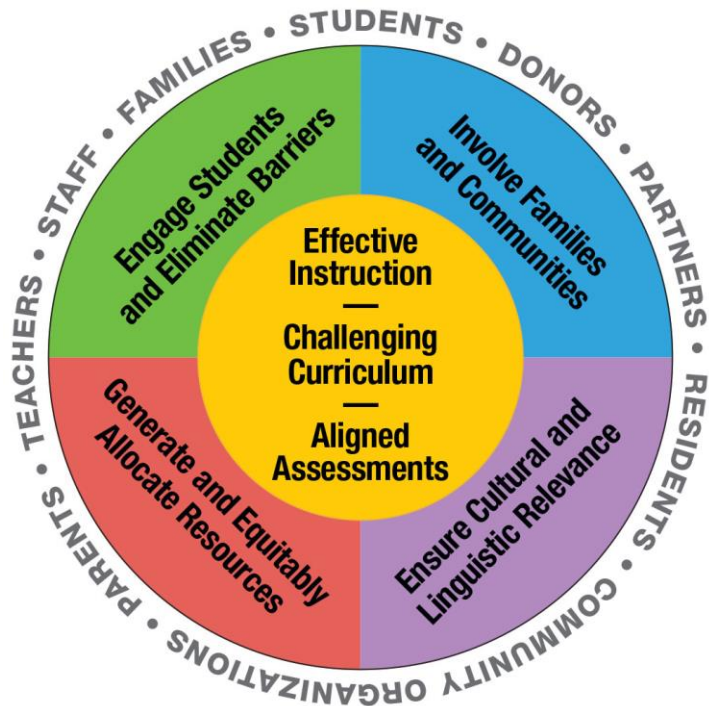 STUDENTS • DONORS • PARTNERS • RESIDENTS • COMMUNITY ORGANIZATIONS • PARENTS • TEACHERS • STAFF • FAMILIES •
Engage Students
and Eliminate Barriers
Involve Families
and Communities
Effective
Instruction
—
Challenging
Curriculum
—
Aligned
Assessments
Generate and Equitably
Allocate Resources
Ensure Cultural and
Linguistic Relevance